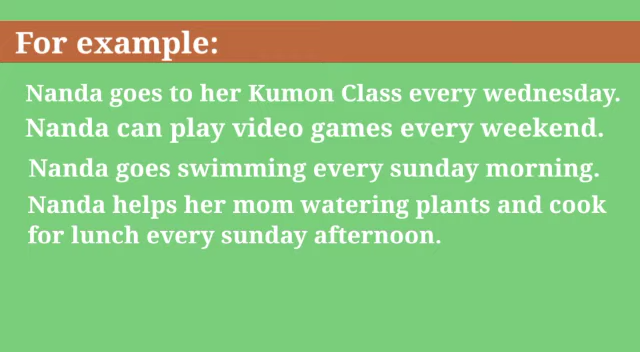 For example:
Nanda goes to her Kumon Class every wednesday.
Nanda can play video games every weekend.
Nanda goes swimming every sunday morning.
Nanda helps her mom watering plants and cook
for lunch every sunday afternoon.